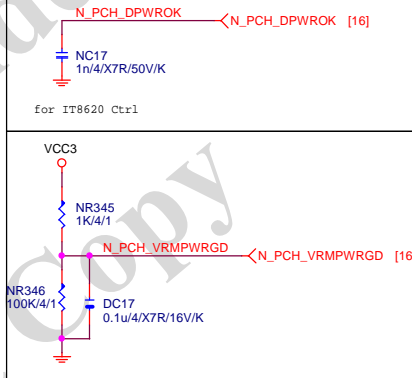 N_PCH_DPWROK
N_PCH_DPWROK [16]
NC17
1n/4/X7R/50V/K
for IT8620 Ctrl
VCC3
NR345
1K/4/1
N_PCH_VRMPWRGD
N_PCH_VRMPWRGD [16
NR346
100K/4/1
DC17
0.1u/4/X7R/16V/K
Copy